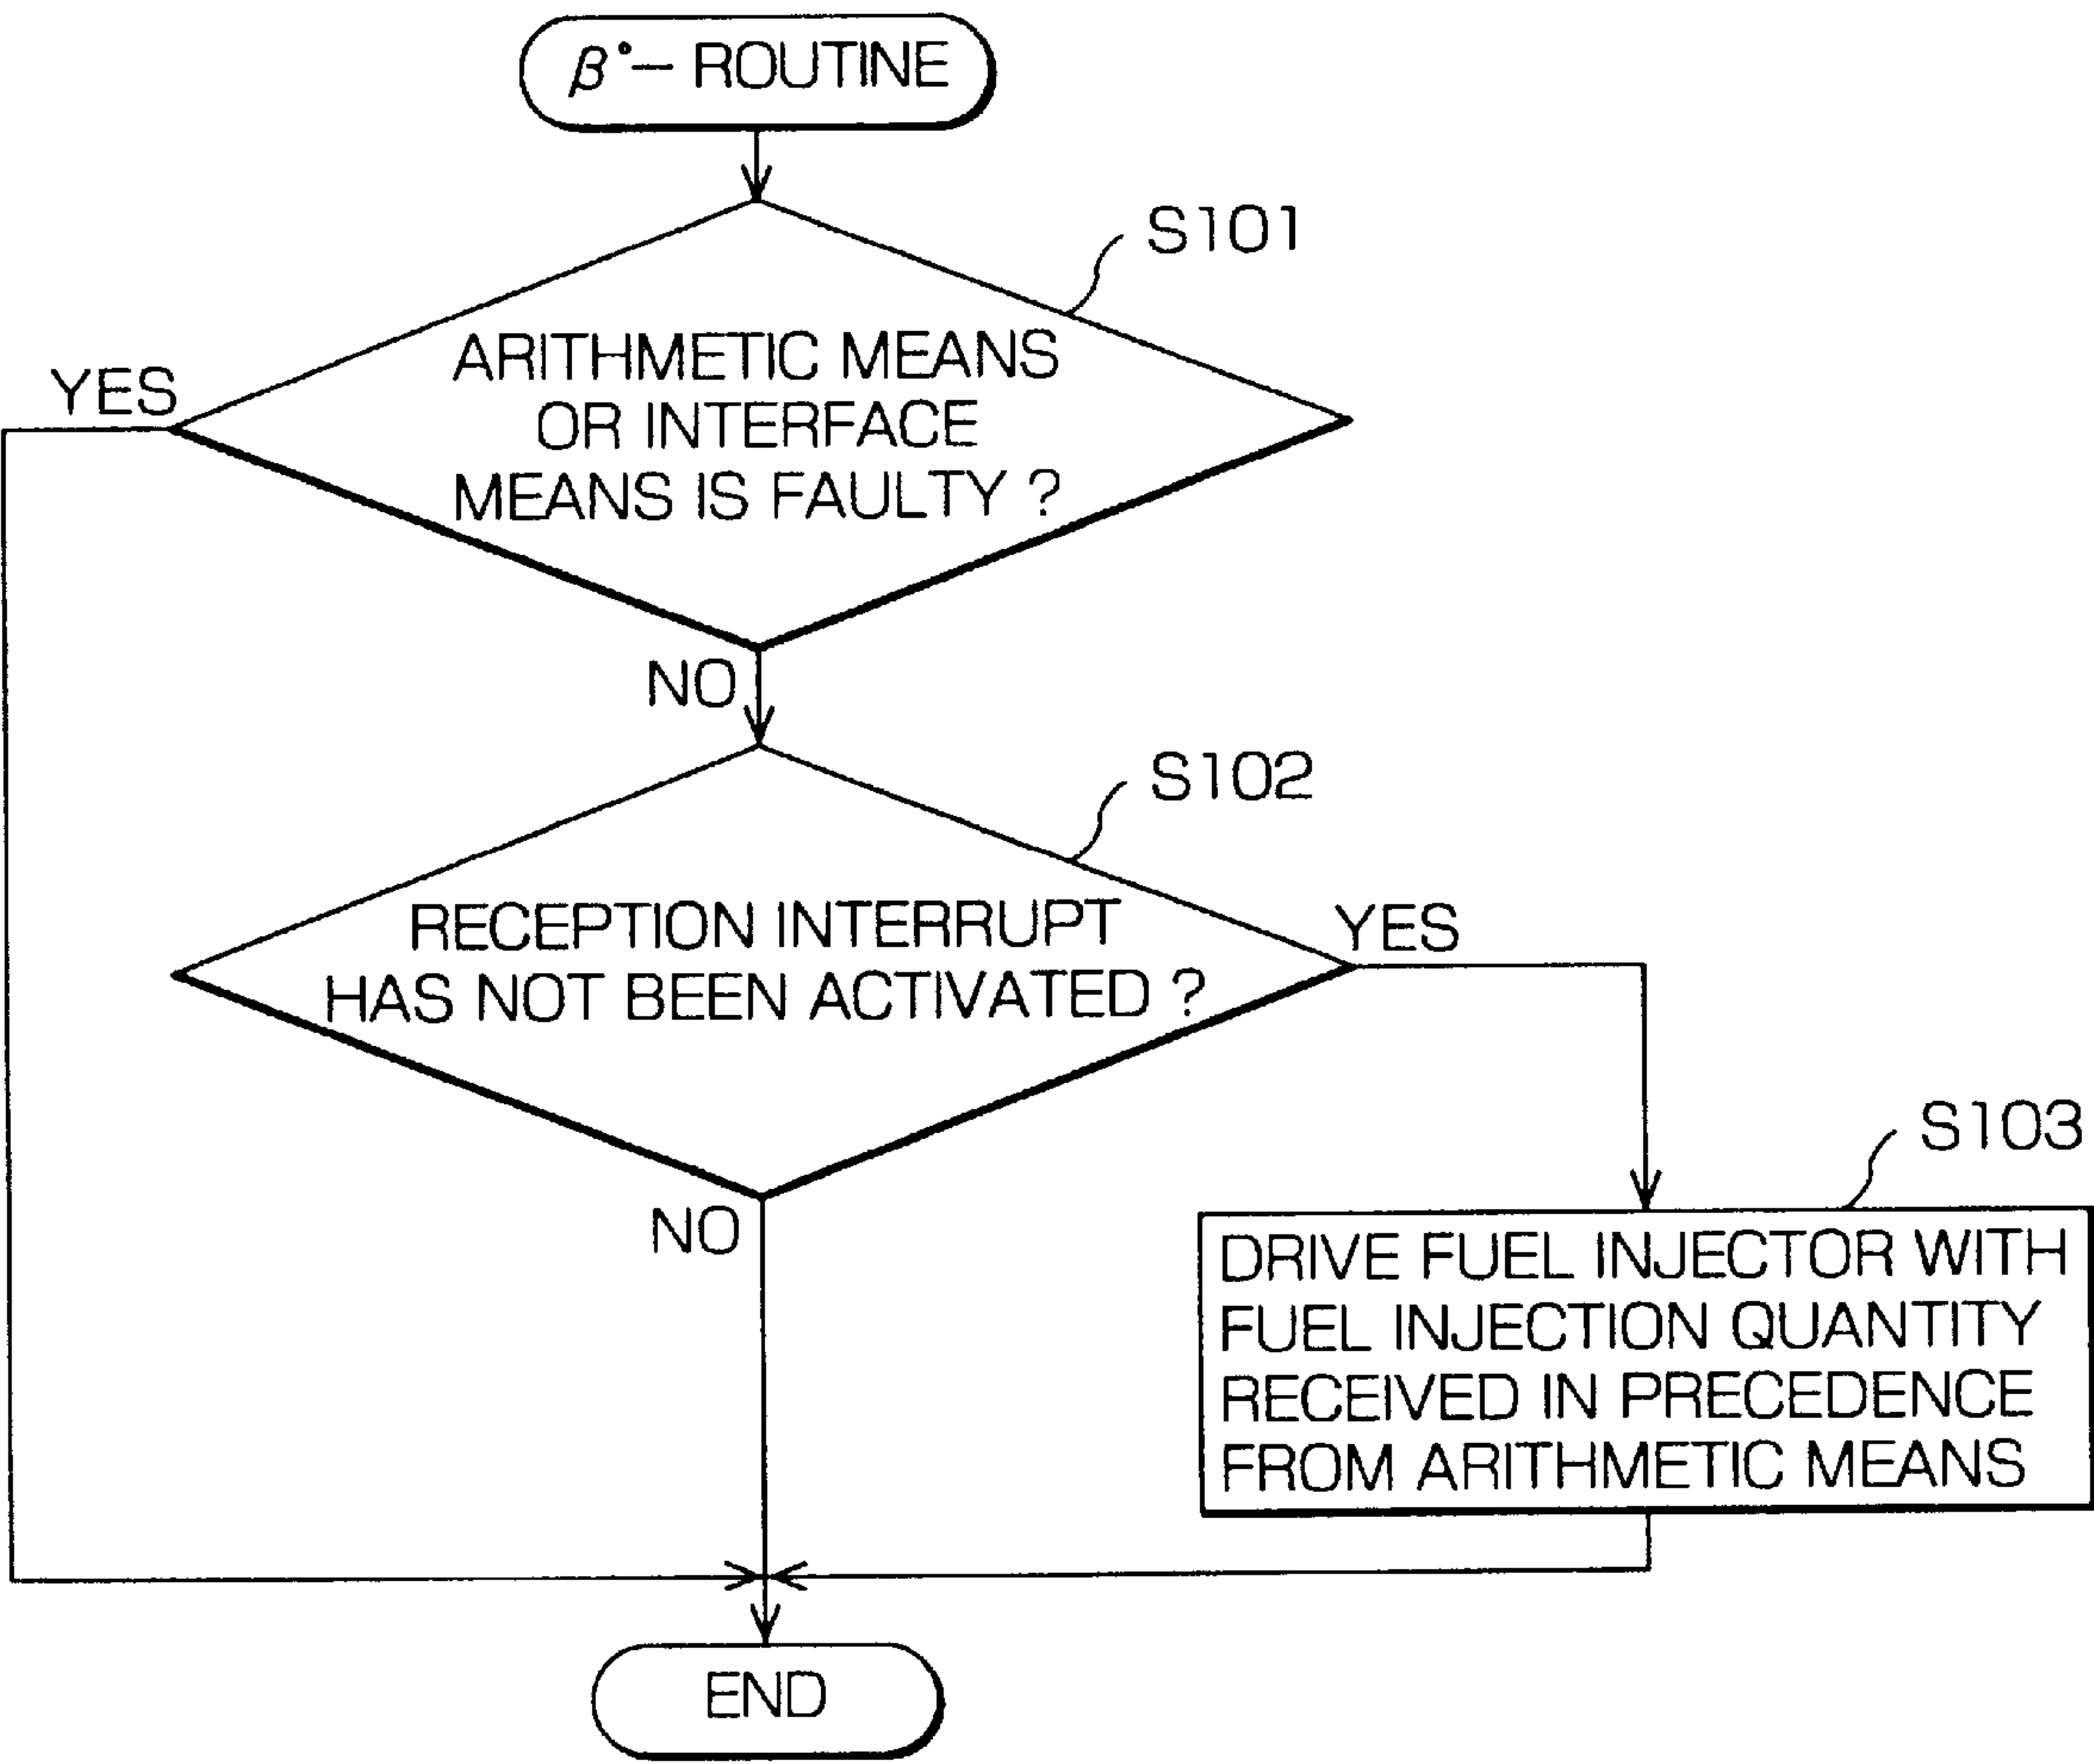 β°- ROUTINE
S101
ARITHMETIC MEANS
OR INTERFACE
MEANS IS FAULTY ?
YES
NO
S102
RECEPTION INTERRUPT
HAS NOT BEEN ACTIVATED ?
YES
NO
S103
DRIVE FUEL INJECTOR WITH
FUEL INJECTION QUANTITY
RECEIVED IN PRECEDENCE
FROM ARITHMETIC MEANS
END